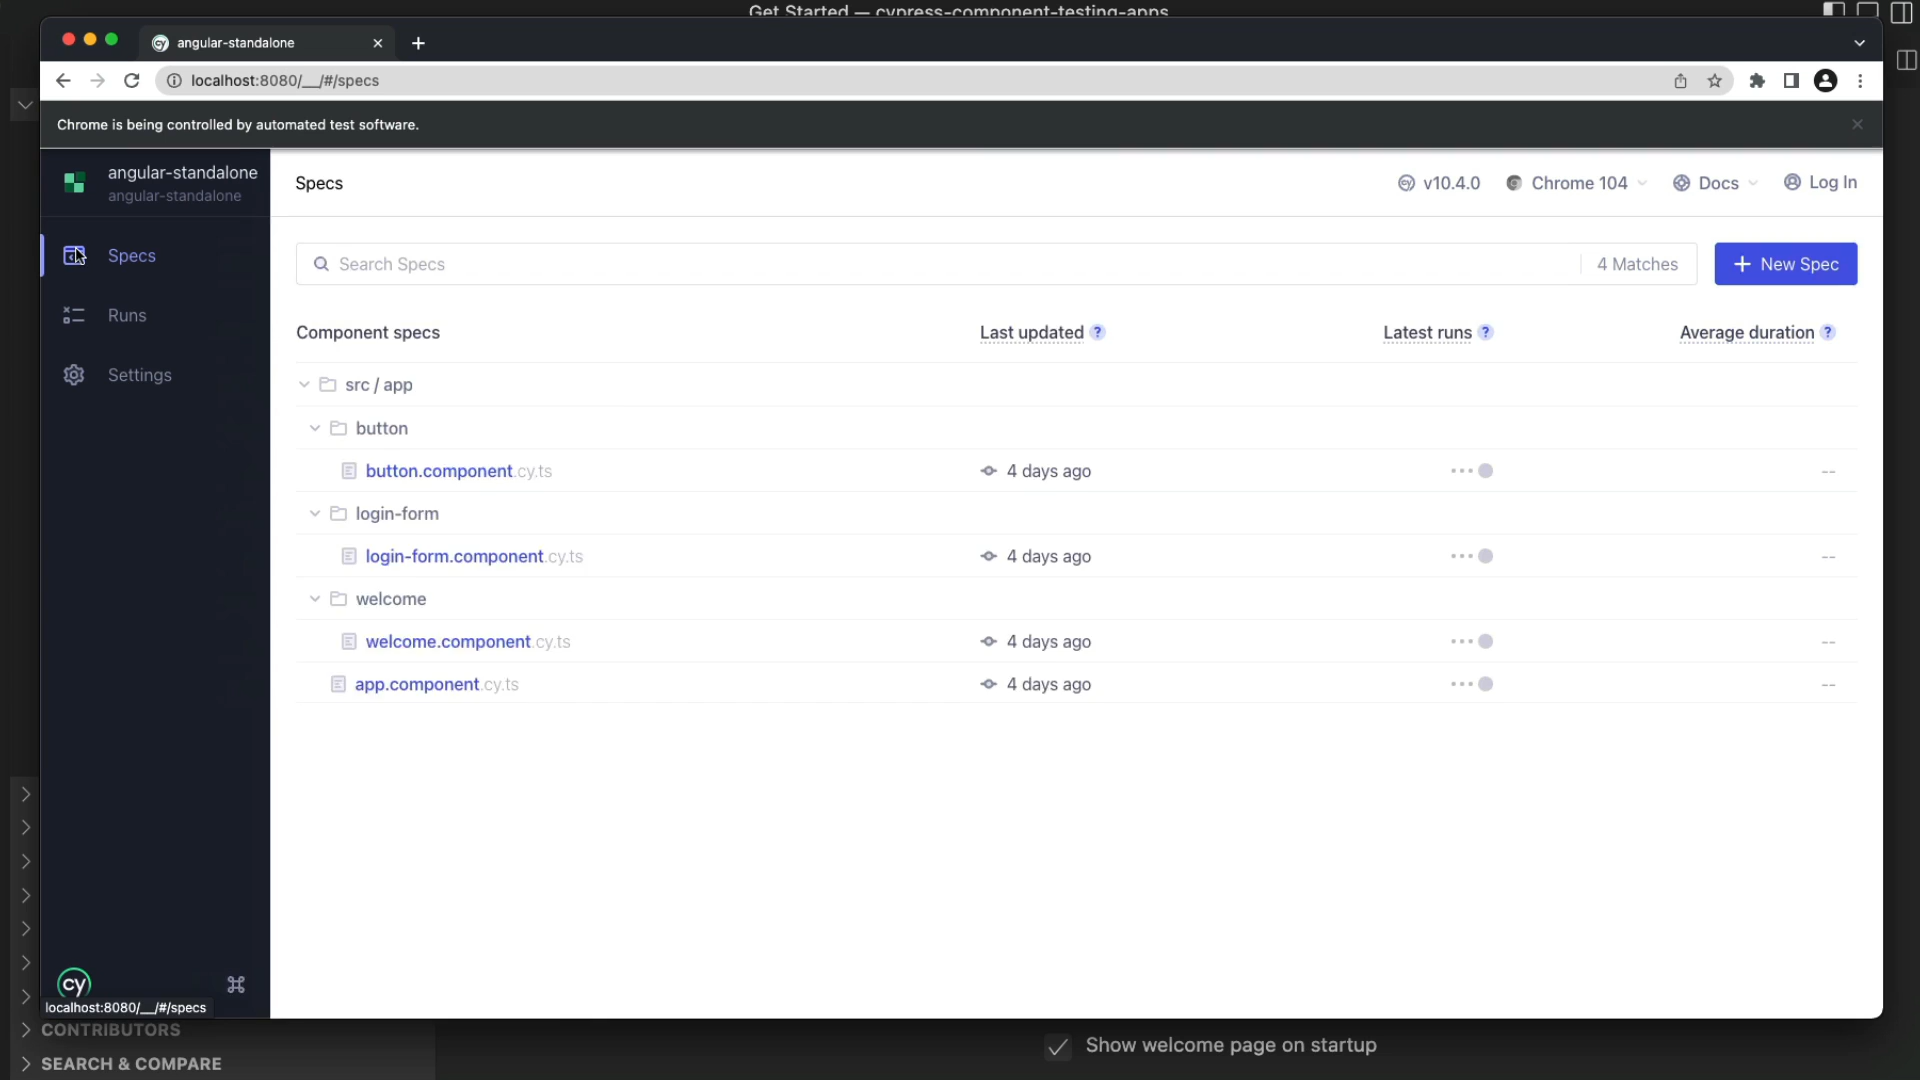 Get Started — cypress-component-testing-apps
angular-standalone
localhost:8080/__/#/specs
Chrome is being controlled by automated test software.
angular-standalone
angular-standalone
Specs
Runs
Settings
Specs
v10.4.0
Chrome 104
Docs
Log In
Search Specs
4 Matches
+ New Spec
Component specs
Last updated ?
Latest runs ?
Average duration ?
src / app
button
button.component.cy.ts
4 days ago
--
login-form
login-form.component.cy.ts
4 days ago
--
welcome
welcome.component.cy.ts
4 days ago
--
app.component.cy.ts
4 days ago
--
cy
⌘
localhost:8080/__/#/specs
CONTRIBUTORS
SEARCH & COMPARE
Show welcome page on startup